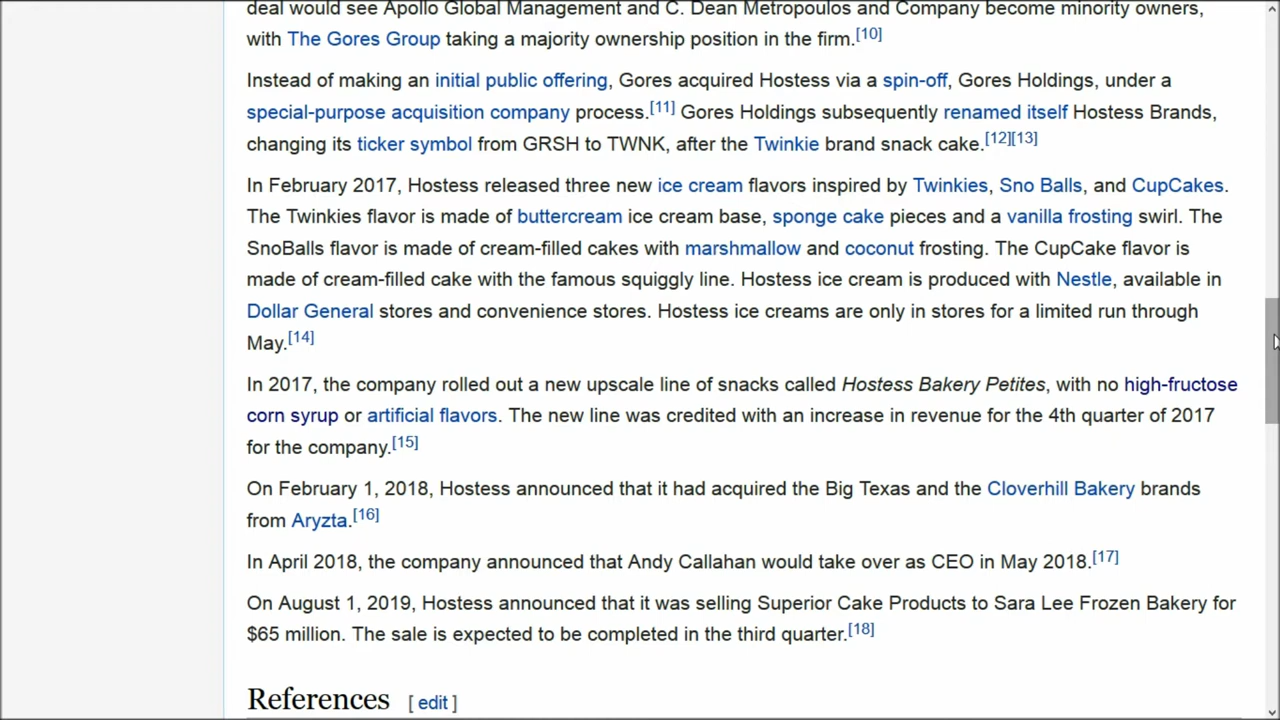 deal would see Apollo Global Management and C. Dean Metropoulos and Company become minority owners,
with The Gores Group taking a majority ownership position in the firm.[10]
Instead of making an initial public offering, Gores acquired Hostess via a spin-off, Gores Holdings, under a
special-purpose acquisition company process.[11] Gores Holdings subsequently renamed itself Hostess Brands,
changing its ticker symbol from GRSH to TWNK, after the Twinkie brand snack cake.[12][13]
In February 2017, Hostess released three new ice cream flavors inspired by Twinkies, Sno Balls, and CupCakes.
The Twinkies flavor is made of buttercream ice cream base, sponge cake pieces and a vanilla frosting swirl. The
SnoBalls flavor is made of cream-filled cakes with marshmallow and coconut frosting. The CupCake flavor is
made of cream-filled cake with the famous squiggly line. Hostess ice cream is produced with Nestle, available in
Dollar General stores and convenience stores. Hostess ice creams are only in stores for a limited run through
May.[14]
In 2017, the company rolled out a new upscale line of snacks called Hostess Bakery Petites, with no high-fructose
corn syrup or artificial flavors. The new line was credited with an increase in revenue for the 4th quarter of 2017
for the company.[15]
On February 1, 2018, Hostess announced that it had acquired the Big Texas and the Cloverhill Bakery brands
from Aryzta.[16]
In April 2018, the company announced that Andy Callahan would take over as CEO in May 2018.[17]
On August 1, 2019, Hostess announced that it was selling Superior Cake Products to Sara Lee Frozen Bakery for
$65 million. The sale is expected to be completed in the third quarter.[18]
References [ edit ]